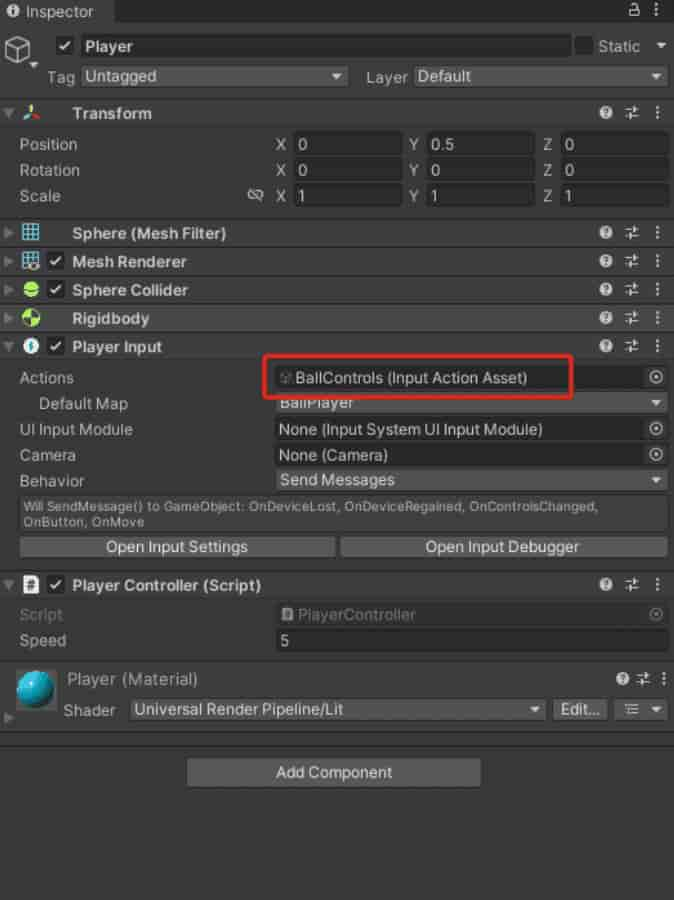 Inspector
Player Static
Tag Untagged Layer Default
Transform
Position X 0 Y 0.5 Z 0
Rotation X 0 Y 0 Z 0
Scale X 1 Y 1 Z 1
Sphere (Mesh Filter)
Mesh Renderer
Sphere Collider
Rigidbody
Player Input
Actions BallControls (Input Action Asset)
Default Map BallPlayer
UI Input Module None (Input System UI Input Module)
Camera None (Camera)
Behavior Send Messages
Will SendMessage() to GameObject: OnDeviceLost, OnDeviceRegained, OnControlsChanged,
OnButton, OnMove
Open Input Settings Open Input Debugger
# Player Controller (Script)
Script PlayerController
Speed 5
Player (Material)
Shader Universal Render Pipeline/Lit Edit...
Add Component